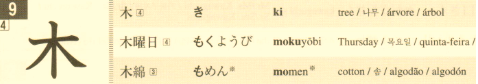 9
4
木
木 4 き ki tree / 나무 / árvore / árbol
木曜日 6 もくようび mokuyōbi Thursday / 목요일 / quinta-feira /
木綿 3 もめん* momen* cotton / 솜 / algodão / algodón